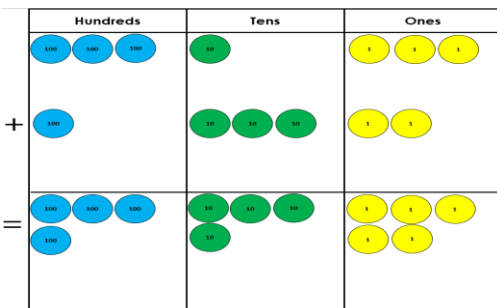 Hundreds Tens Ones
100 100 100 10 1 1 1
+ 100 10 10 10 1 1
= 100 100 100 10 10 10 1 1 1
100 10 1 1